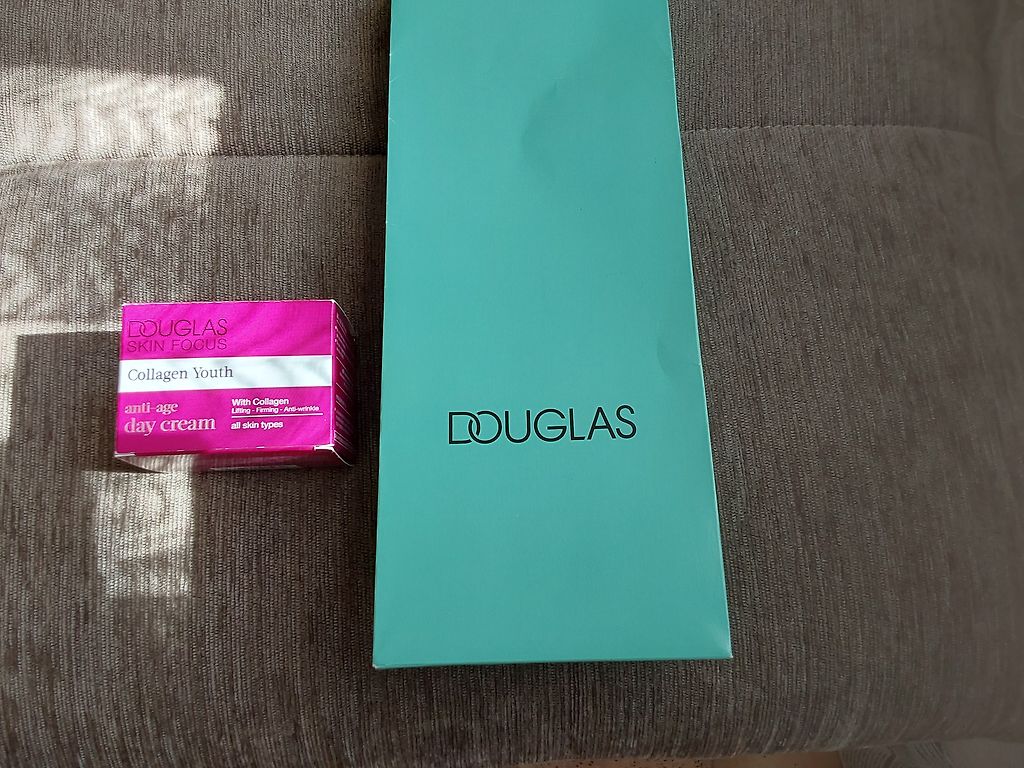 DOUGLAS
SKIN FOCUS
Collagen Youth
anti-age
day cream
With Collagen
Lifting - Firming - Anti-wrinkle
all skin types
DOUGLAS